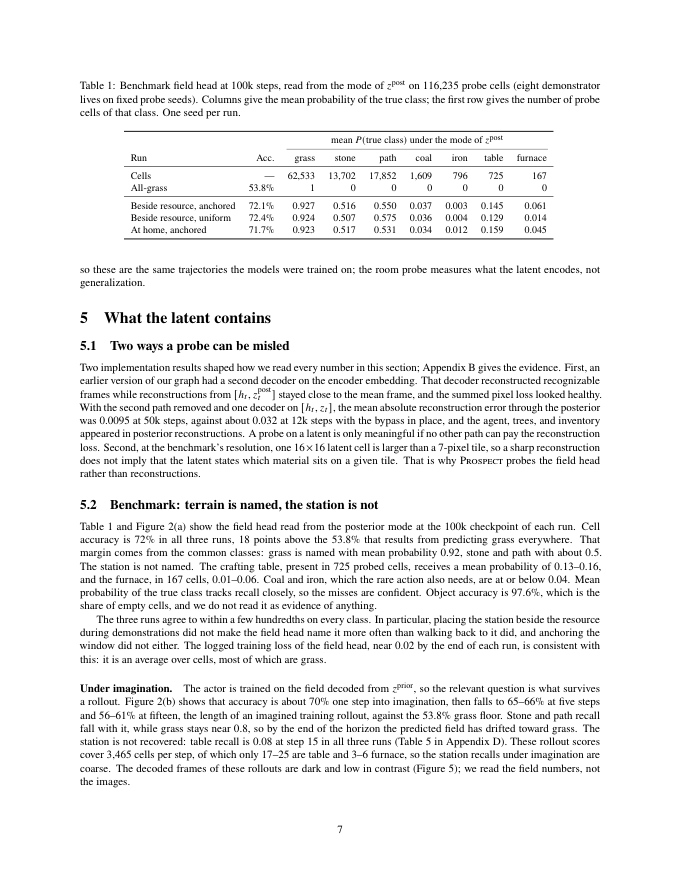 Table 1: Benchmark field head at 100k steps, read from the mode of z^post on 116,235 probe cells (eight demonstrator
lives on fixed probe seeds). Columns give the mean probability of the true class; the first row gives the number of probe
cells of that class. One seed per run.
mean P(true class) under the mode of z^post
Run Acc. grass stone path coal iron table furnace
Cells — 62,533 13,702 17,852 1,609 796 725 167
All-grass 53.8% 1 0 0 0 0 0 0
Beside resource, anchored 72.1% 0.927 0.516 0.550 0.037 0.003 0.145 0.061
Beside resource, uniform 72.4% 0.924 0.507 0.575 0.036 0.004 0.129 0.014
At home, anchored 71.7% 0.923 0.517 0.531 0.034 0.012 0.159 0.045
so these are the same trajectories the models were trained on; the room probe measures what the latent encodes, not
generalization.
5 What the latent contains
5.1 Two ways a probe can be misled
Two implementation results shaped how we read every number in this section; Appendix B gives the evidence. First, an
earlier version of our graph had a second decoder on the encoder embedding. That decoder reconstructed recognizable
frames while reconstructions from [h_t, z_t^post] stayed close to the mean frame, and the summed pixel loss looked healthy.
With the second path removed and one decoder on [h_t, z_t], the mean absolute reconstruction error through the posterior
was 0.0095 at 50k steps, against about 0.032 at 12k steps with the bypass in place, and the agent, trees, and inventory
appeared in posterior reconstructions. A probe on a latent is only meaningful if no other path can pay the reconstruction
loss. Second, at the benchmark's resolution, one 16×16 latent cell is larger than a 7-pixel tile, so a sharp reconstruction
does not imply that the latent states which material sits on a given tile. That is why PROSPECT probes the field head
rather than reconstructions.
5.2 Benchmark: terrain is named, the station is not
Table 1 and Figure 2(a) show the field head read from the posterior mode at the 100k checkpoint of each run. Cell
accuracy is 72% in all three runs, 18 points above the 53.8% that results from predicting grass everywhere. That
margin comes from the common classes: grass is named with mean probability 0.92, stone and path with about 0.5.
The station is not named. The crafting table, present in 725 probed cells, receives a mean probability of 0.13–0.16,
and the furnace, in 167 cells, 0.01–0.06. Coal and iron, which the rare action also needs, are at or below 0.04. Mean
probability of the true class tracks recall closely, so the misses are confident. Object accuracy is 97.6%, which is the
share of empty cells, and we do not read it as evidence of anything.
The three runs agree to within a few hundredths on every class. In particular, placing the station beside the resource
during demonstrations did not make the field head name it more often than walking back to it did, and anchoring the
window did not either. The logged training loss of the field head, near 0.02 by the end of each run, is consistent with
this: it is an average over cells, most of which are grass.
Under imagination. The actor is trained on the field decoded from z^prior, so the relevant question is what survives
a rollout. Figure 2(b) shows that accuracy is about 70% one step into imagination, then falls to 65–66% at five steps
and 56–61% at fifteen, the length of an imagined training rollout, against the 53.8% grass floor. Stone and path recall
fall with it, while grass stays near 0.8, so by the end of the horizon the predicted field has drifted toward grass. The
station is not recovered: table recall is 0.08 at step 15 in all three runs (Table 5 in Appendix D). These rollout scores
cover 3,465 cells per step, of which only 17–25 are table and 3–6 furnace, so the station recalls under imagination are
coarse. The decoded frames of these rollouts are dark and low in contrast (Figure 5); we read the field numbers, not
the images.
7